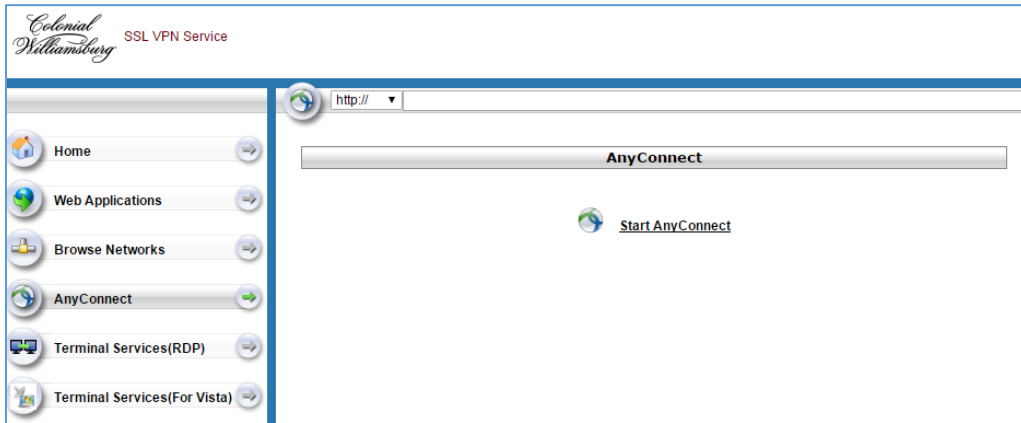 Colonial
Williamsburg
SSL VPN Service
http://
Home
Web Applications
Browse Networks
AnyConnect
Terminal Services(RDP)
Terminal Services(For Vista)
AnyConnect
Start AnyConnect